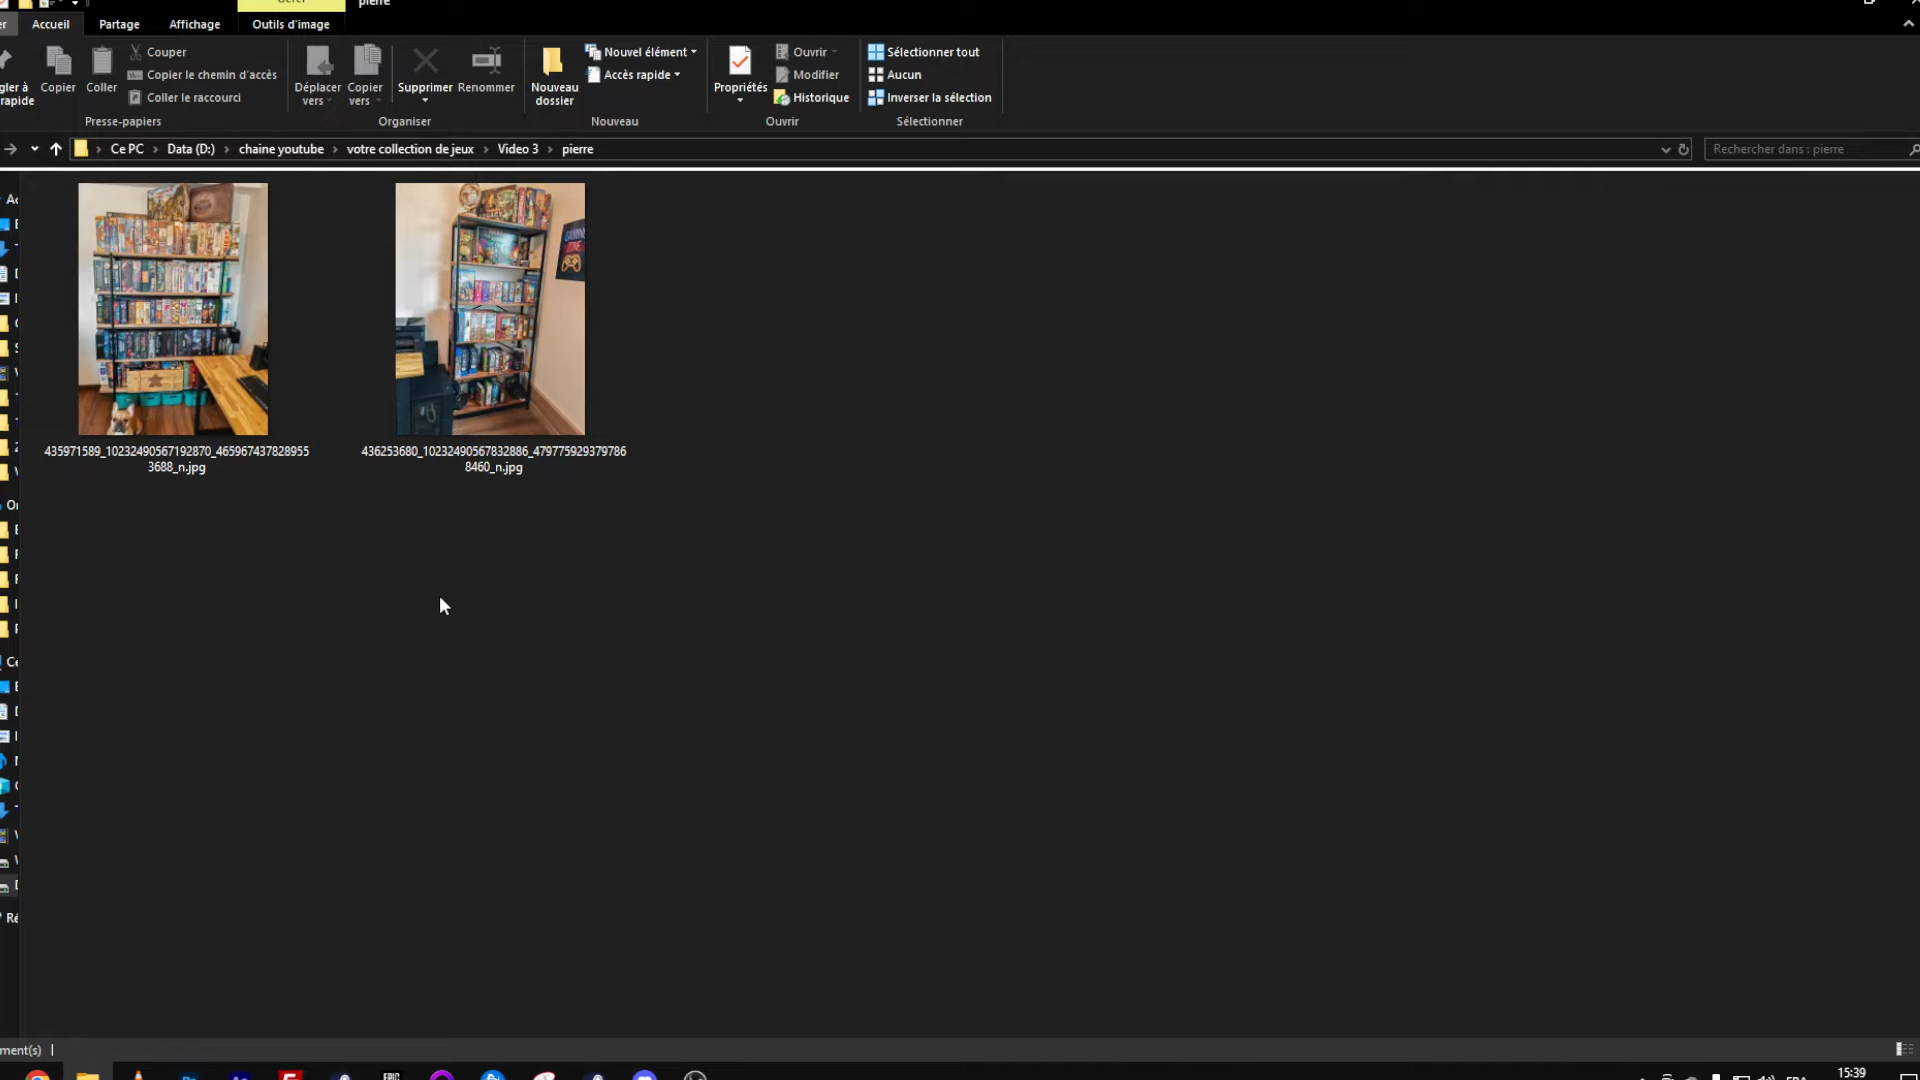 pierre
Accueil
Partage
Affichage
Outils d'image
Couper
Copier le chemin d'accès
Coller le raccourci
Copier
Coller
Presse-papiers
Déplacer vers
Copier vers
Supprimer
Renommer
Organiser
Nouveau dossier
Nouvel élément
Accès rapide
Nouveau
Propriétés
Ouvrir
Modifier
Historique
Ouvrir
Sélectionner tout
Aucun
Inverser la sélection
Sélectionner
Ce PC > Data (D:) > chaine youtube > votre collection de jeux > Video 3 > pierre
Rechercher dans : pierre
435971589_10232490567192870_465967437828955
3688_n.jpg
436253680_10232490567832886_479775929379786
8460_n.jpg
ment(s)
15:39